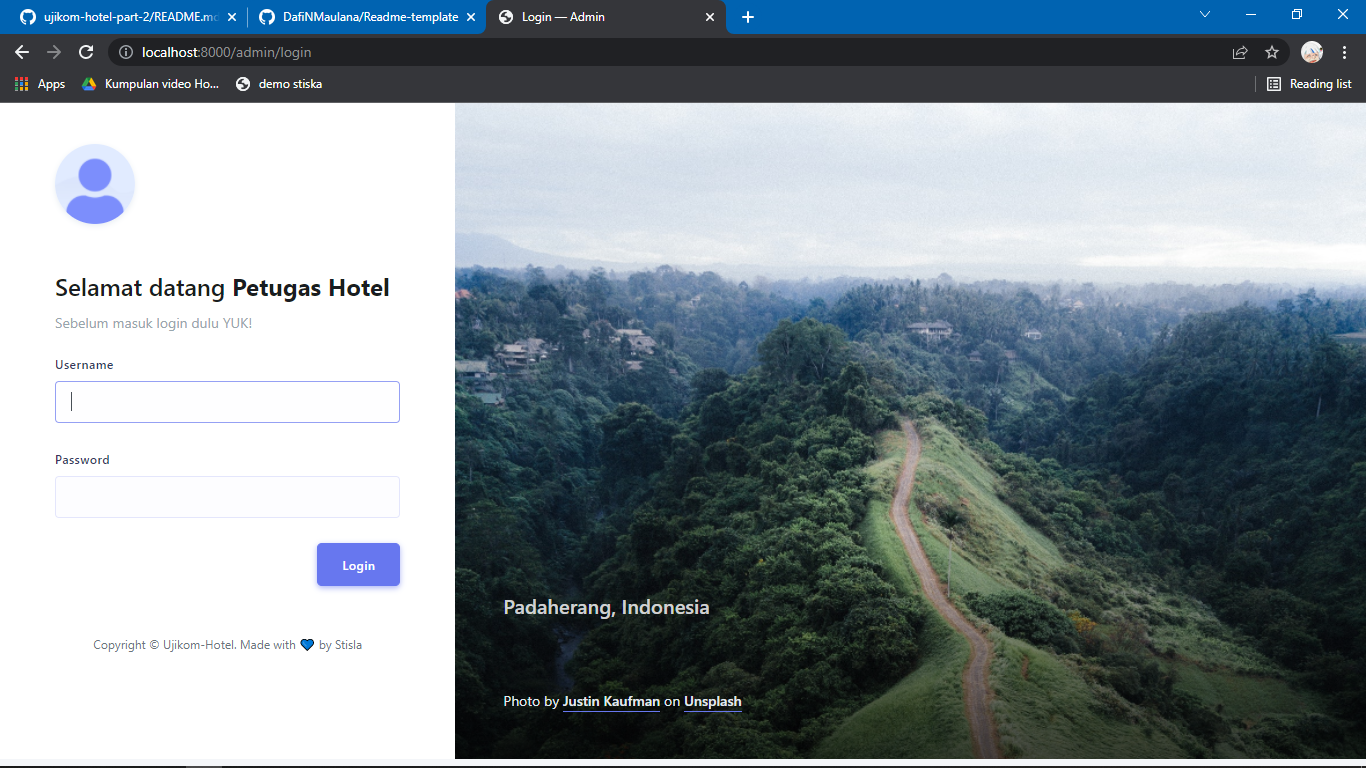 ujikom-hotel-part-2/README.md
DafiNMaulana/Readme-template
Login — Admin
localhost:8000/admin/login
Apps
Kumpulan video Ho...
demo stiska
Reading list
Selamat datang Petugas Hotel
Sebelum masuk login dulu YUK!
Username
Password
Login
Copyright © Ujikom-Hotel. Made with 💙 by Stisla
Padaherang, Indonesia
Photo by Justin Kaufman on Unsplash